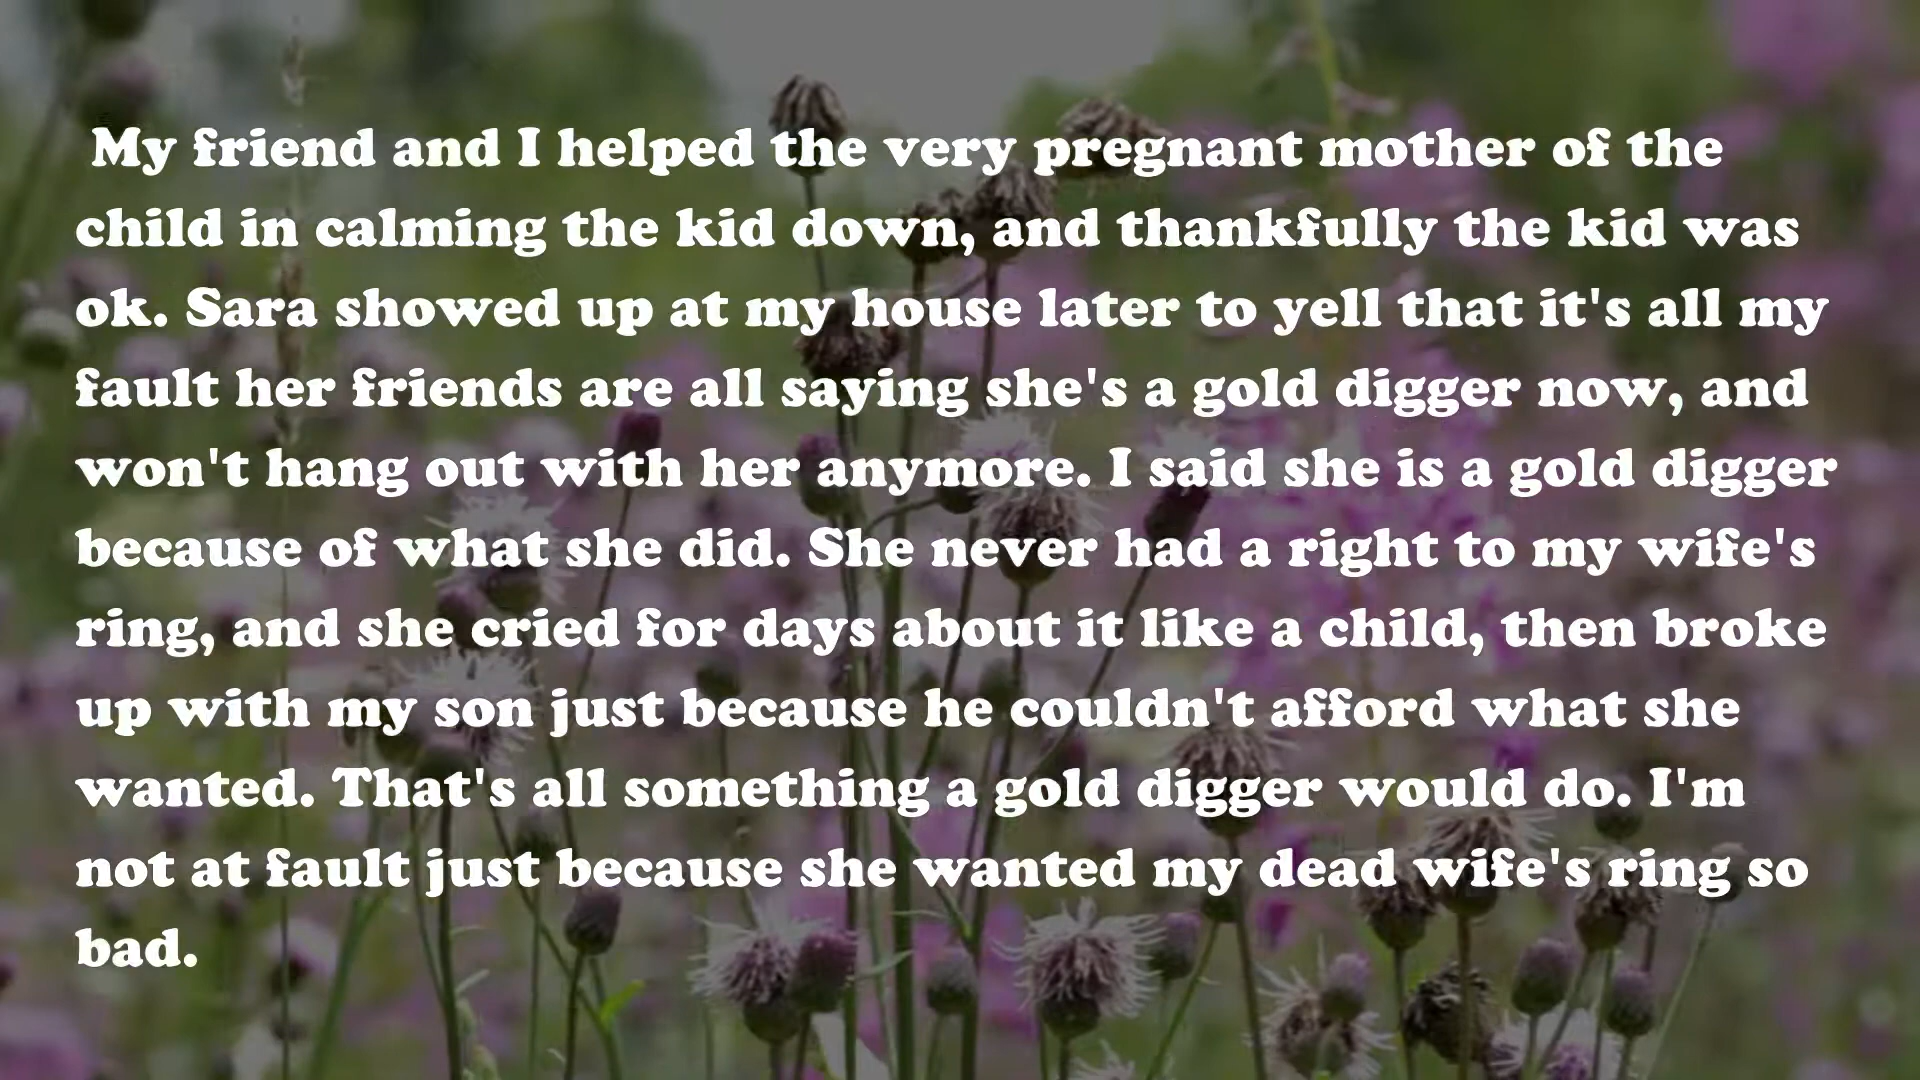 My friend and I helped the very pregnant mother of the
child in calming the kid down, and thankfully the kid was
ok. Sara showed up at my house later to yell that it's all my
fault her friends are all saying she's a gold digger now, and
won't hang out with her anymore. I said she is a gold digger
because of what she did. She never had a right to my wife's
ring, and she cried for days about it like a child, then broke
up with my son just because he couldn't afford what she
wanted. That's all something a gold digger would do. I'm
not at fault just because she wanted my dead wife's ring so
bad.